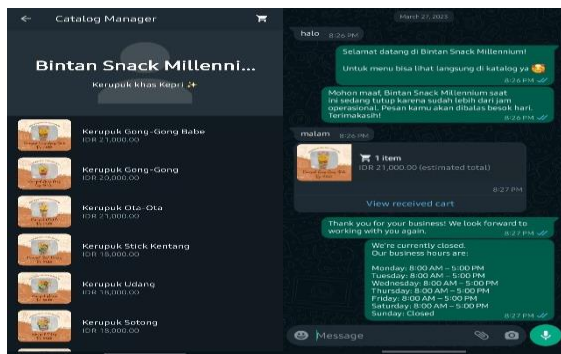 Catalog Manager
Bintan Snack Millenni...
Kerupuk khas Kepri ✨
Kerupuk Gong-Gong Babe
IDR 21,000.00
Kerupuk Gong-Gong
IDR 20,000.00
Kerupuk Ota-Ota
IDR 21,000.00
Kerupuk Stick Kentang
IDR 18,000.00
Kerupuk Udang
IDR 16,000.00
Kerupuk Sotong
IDR 18,000.00
March 27, 2023
halo 8:26 PM
Selamat datang di Bintan Snack Millennium!
Untuk menu bisa lihat langsung di katalog ya 🥰
8:26 PM
Mohon maaf, Bintan Snack Millennium saat
ini sedang tutup karena sudah lebih dari jam
operasional. Pesan kamu akan dibalas besok hari.
Terimakasih!
8:26 PM
malam 8:26 PM
1 item
IDR 21,000.00 (estimated total)
8:27 PM
View received cart
Thank you for your business! We look forward to
working with you again.
8:27 PM
We're currently closed.
Our business hours are:
Monday: 8:00 AM – 5:00 PM
Tuesday: 8:00 AM – 5:00 PM
Wednesday: 8:00 AM – 5:00 PM
Thursday: 8:00 AM – 5:00 PM
Friday: 8:00 AM – 5:00 PM
Saturday: 8:00 AM – 5:00 PM
Sunday: Closed
8:27 PM
Message